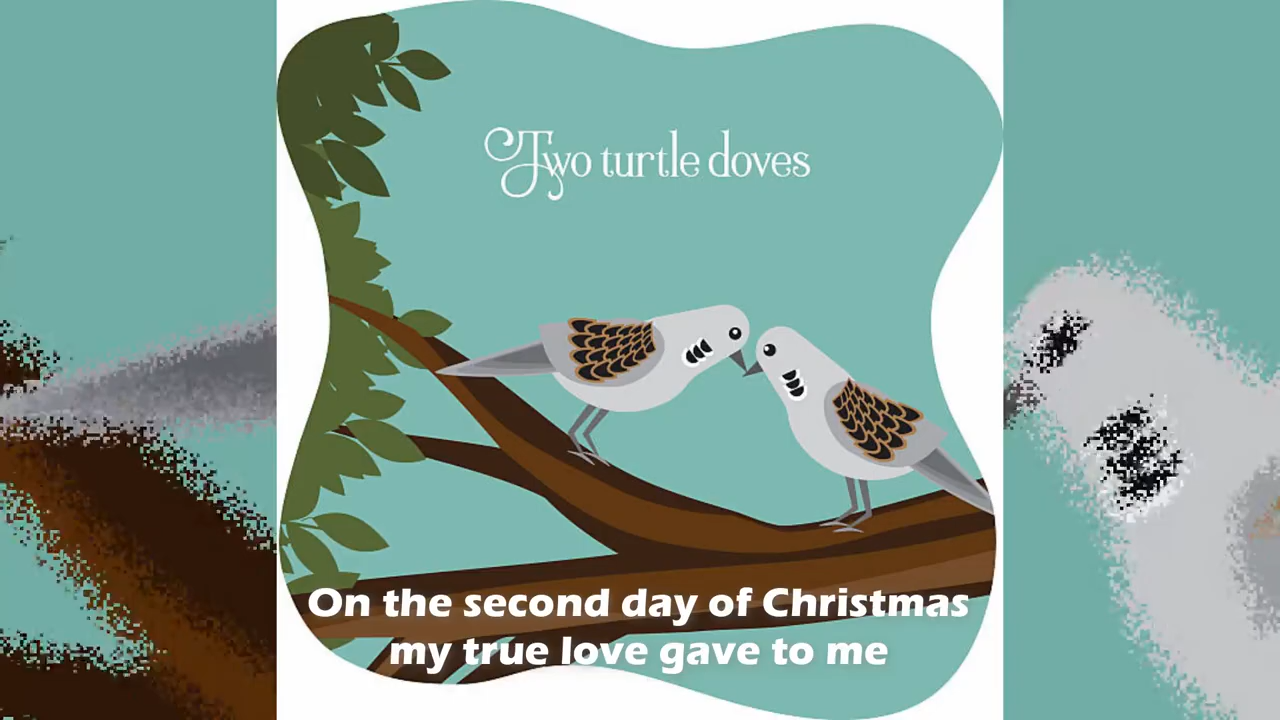 Two turtle doves
On the second day of Christmas
my true love gave to me